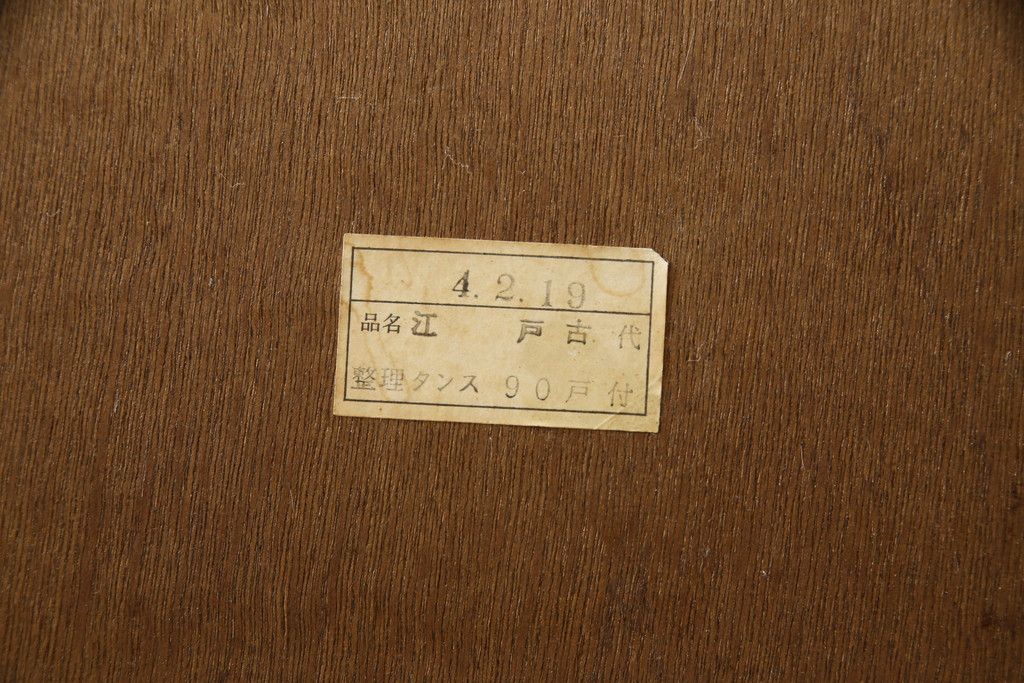 4.2.19
品名 江 戸 古 代
整理タンス 90戸付